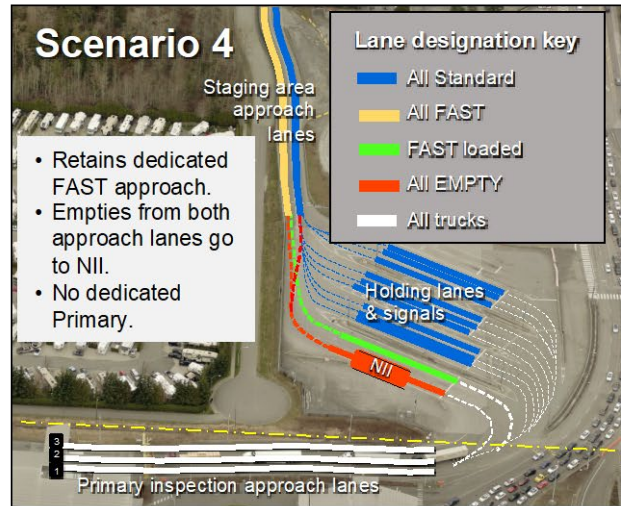 Scenario 4
Staging area
approach
lanes
Lane designation key
All Standard
All FAST
FAST loaded
All EMPTY
All trucks
• Retains dedicated
FAST approach.
• Empties from both
approach lanes go
to NII.
• No dedicated
Primary.
Holding lanes
& signals
NII
3
2
1
Primary inspection approach lanes